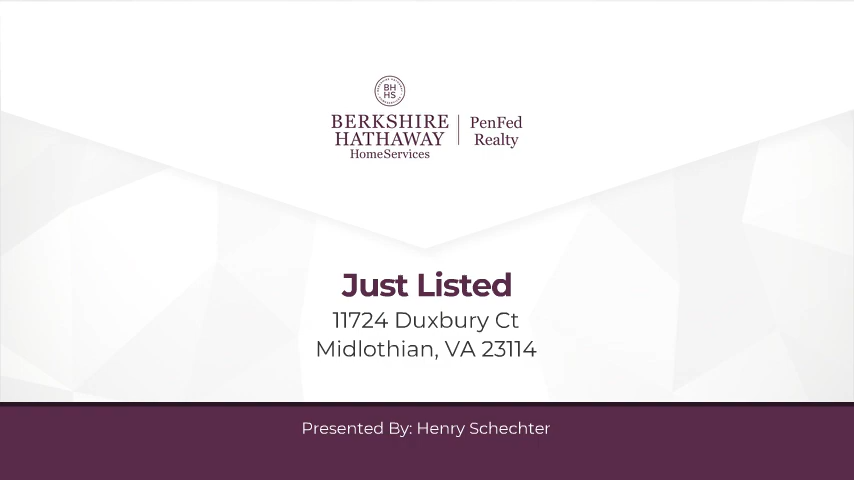 BH
HS
BERKSHIRE
HATHAWAY
HomeServices
PenFed
Realty
Just Listed
11724 Duxbury Ct
Midlothian, VA 23114
Presented By: Henry Schechter